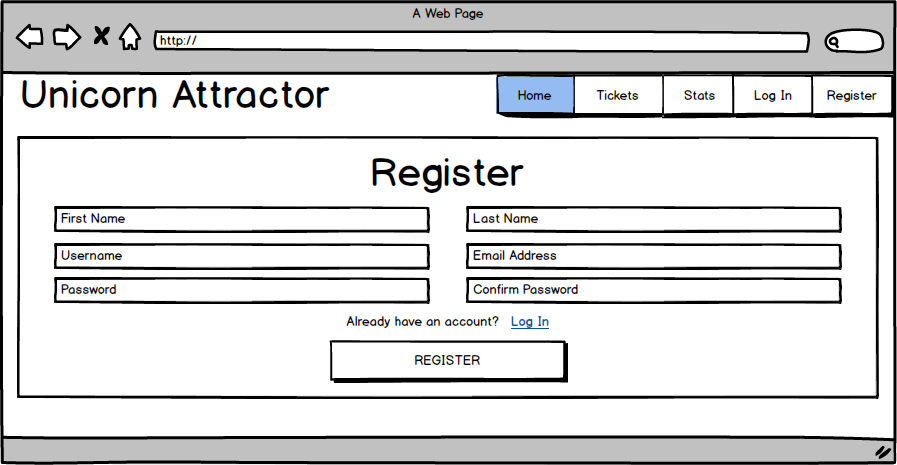 A Web Page
http://
Unicorn Attractor
Home Tickets Stats Log In Register
Register
First Name Last Name
Username Email Address
Password Confirm Password
Already have an account? Log In
REGISTER